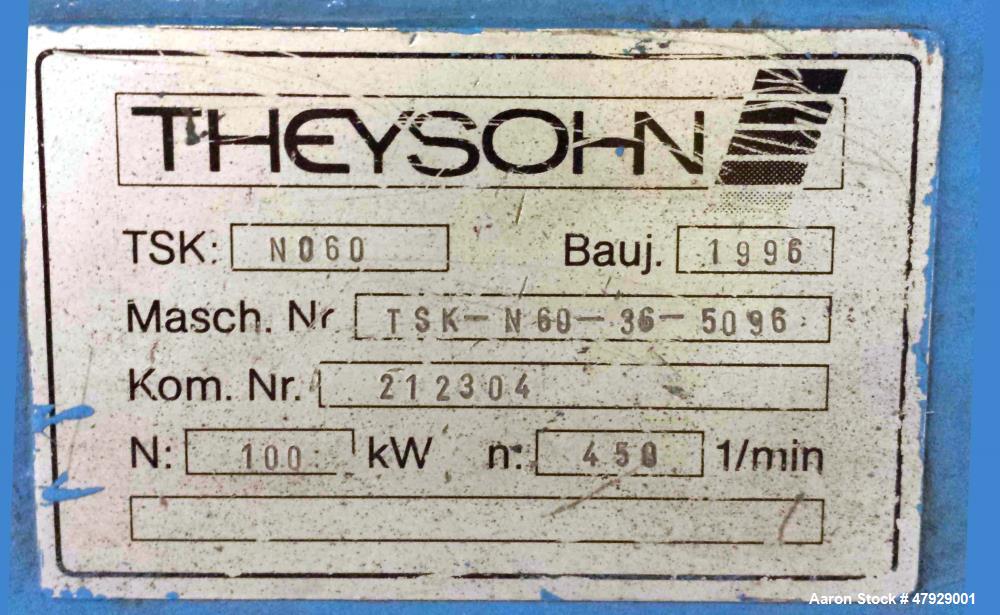 THEYSOHN
TSK: N060 Bauj. 1996
Masch. Nr TSK-N60-36-5096
Kom. Nr. 212304
N: 100 kW n: 450 1/min
Aaron Stock # 47929001